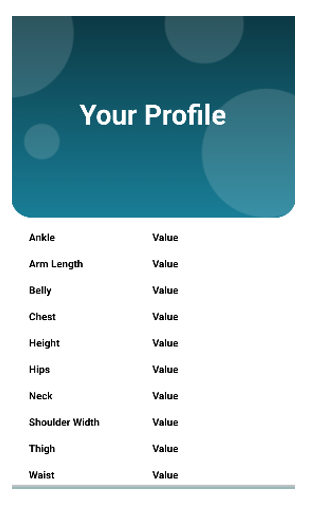 Your Profile
Ankle Value
Arm Length Value
Belly Value
Chest Value
Height Value
Hips Value
Neck Value
Shoulder Width Value
Thigh Value
Waist Value